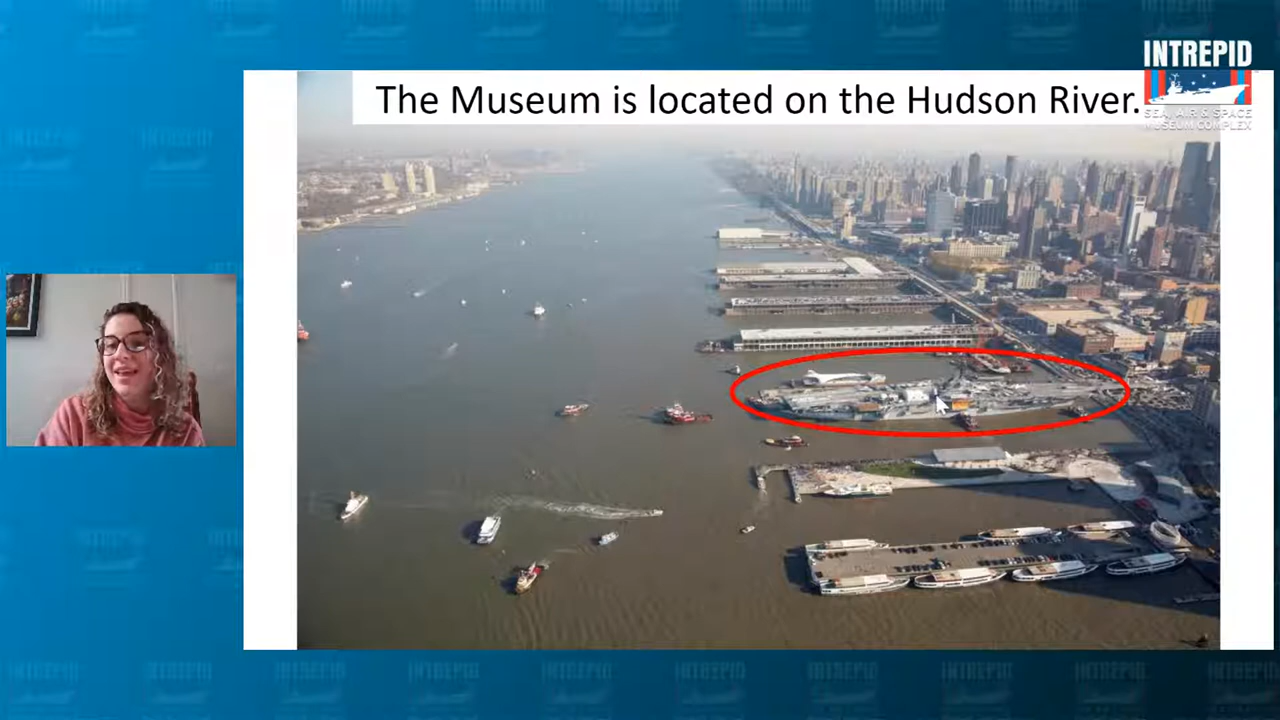 The Museum is located on the Hudson River.
INTREPID
SEA, AIR & SPACE
MUSEUM COMPLEX